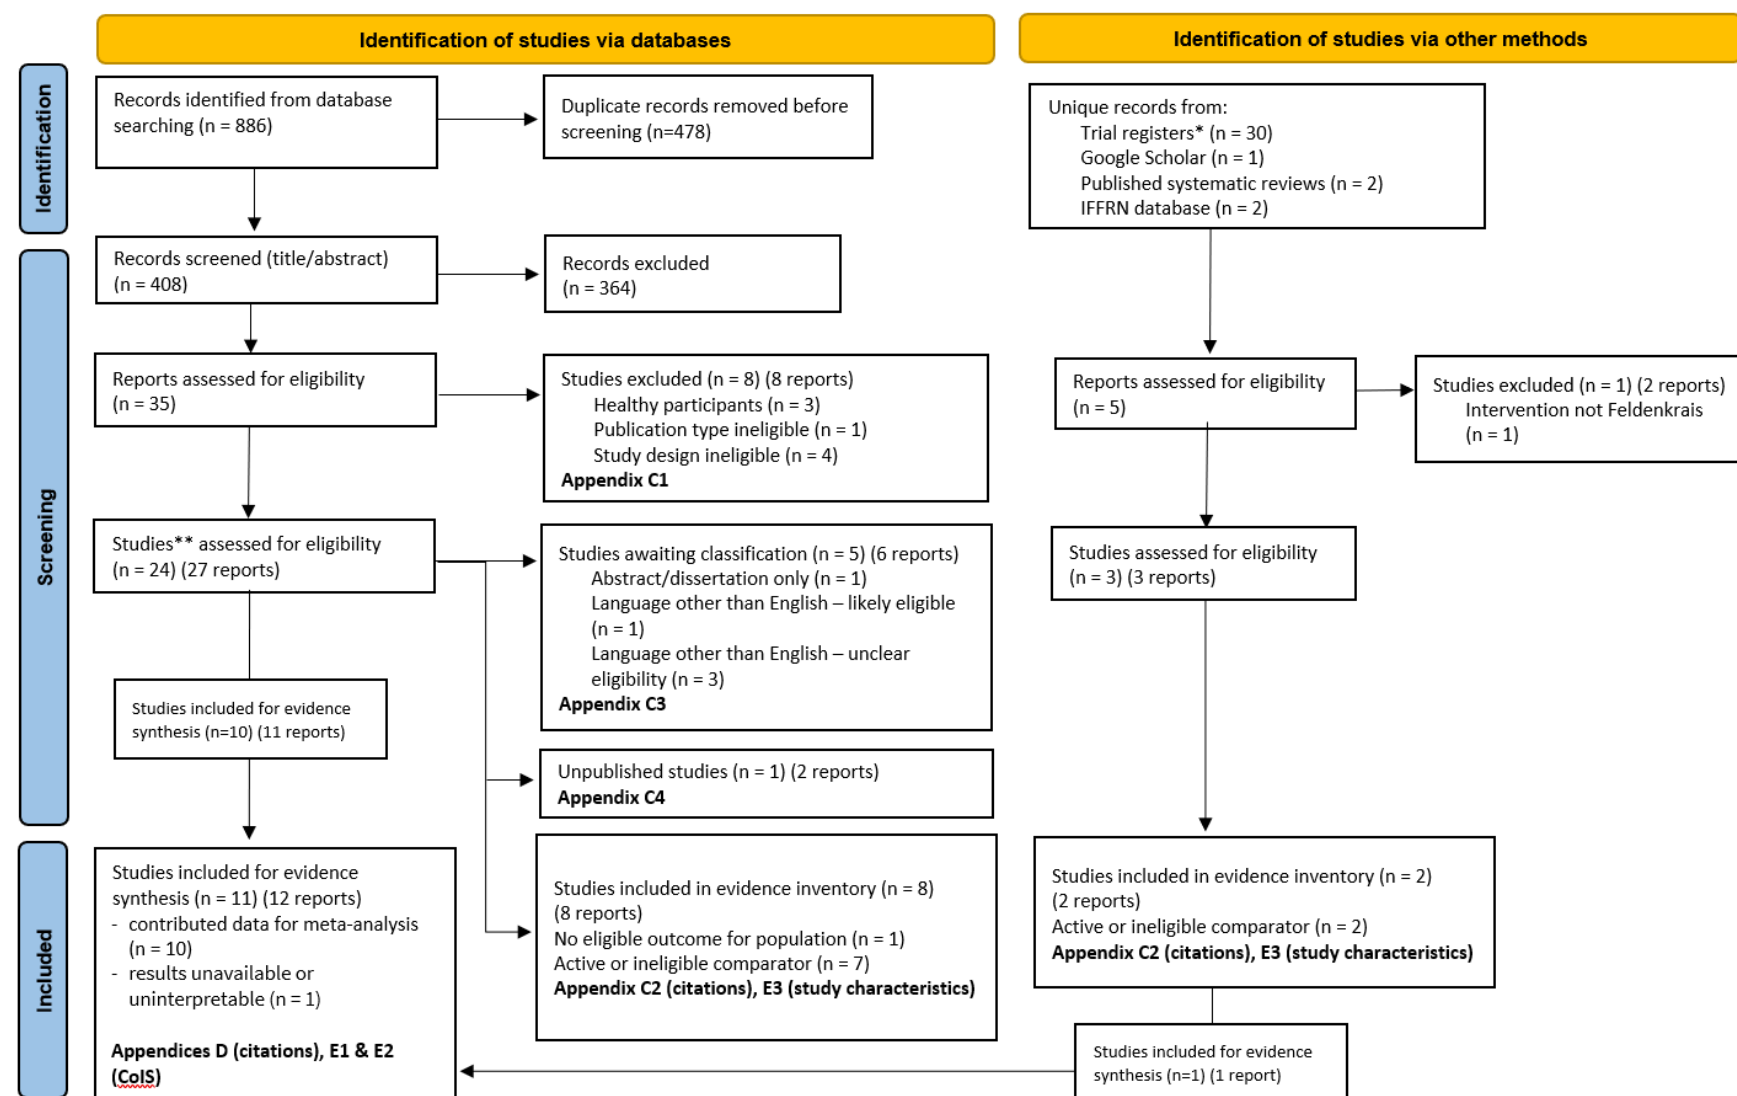 Identification of studies via databases
Identification of studies via other methods
Identification
Records identified from database
searching (n = 886)
Duplicate records removed before
screening (n=478)
Unique records from:
Trial registers* (n = 30)
Google Scholar (n = 1)
Published systematic reviews (n = 2)
IFFRN database (n = 2)
Screening
Records screened (title/abstract)
(n = 408)
Records excluded
(n = 364)
Reports assessed for eligibility
(n = 35)
Studies excluded (n = 8) (8 reports)
Healthy participants (n = 3)
Publication type ineligible (n = 1)
Study design ineligible (n = 4)
Appendix C1
Reports assessed for eligibility
(n = 5)
Studies excluded (n = 1) (2 reports)
Intervention not Feldenkrais
(n = 1)
Studies** assessed for eligibility
(n = 24) (27 reports)
Studies awaiting classification (n = 5) (6 reports)
Abstract/dissertation only (n = 1)
Language other than English – likely eligible
(n = 1)
Language other than English – unclear
eligibility (n = 3)
Appendix C3
Studies assessed for eligibility
(n = 3) (3 reports)
Studies included for evidence
synthesis (n=10) (11 reports)
Unpublished studies (n = 1) (2 reports)
Appendix C4
Included
Studies included for evidence
synthesis (n = 11) (12 reports)
- contributed data for meta-analysis
(n = 10)
- results unavailable or
uninterpretable (n = 1)
Appendices D (citations), E1 & E2
(CoIS)
Studies included in evidence inventory (n = 8)
(8 reports)
No eligible outcome for population (n = 1)
Active or ineligible comparator (n = 7)
Appendix C2 (citations), E3 (study characteristics)
Studies included in evidence inventory (n = 2)
(2 reports)
Active or ineligible comparator (n = 2)
Appendix C2 (citations), E3 (study characteristics)
Studies included for evidence
synthesis (n=1) (1 report)